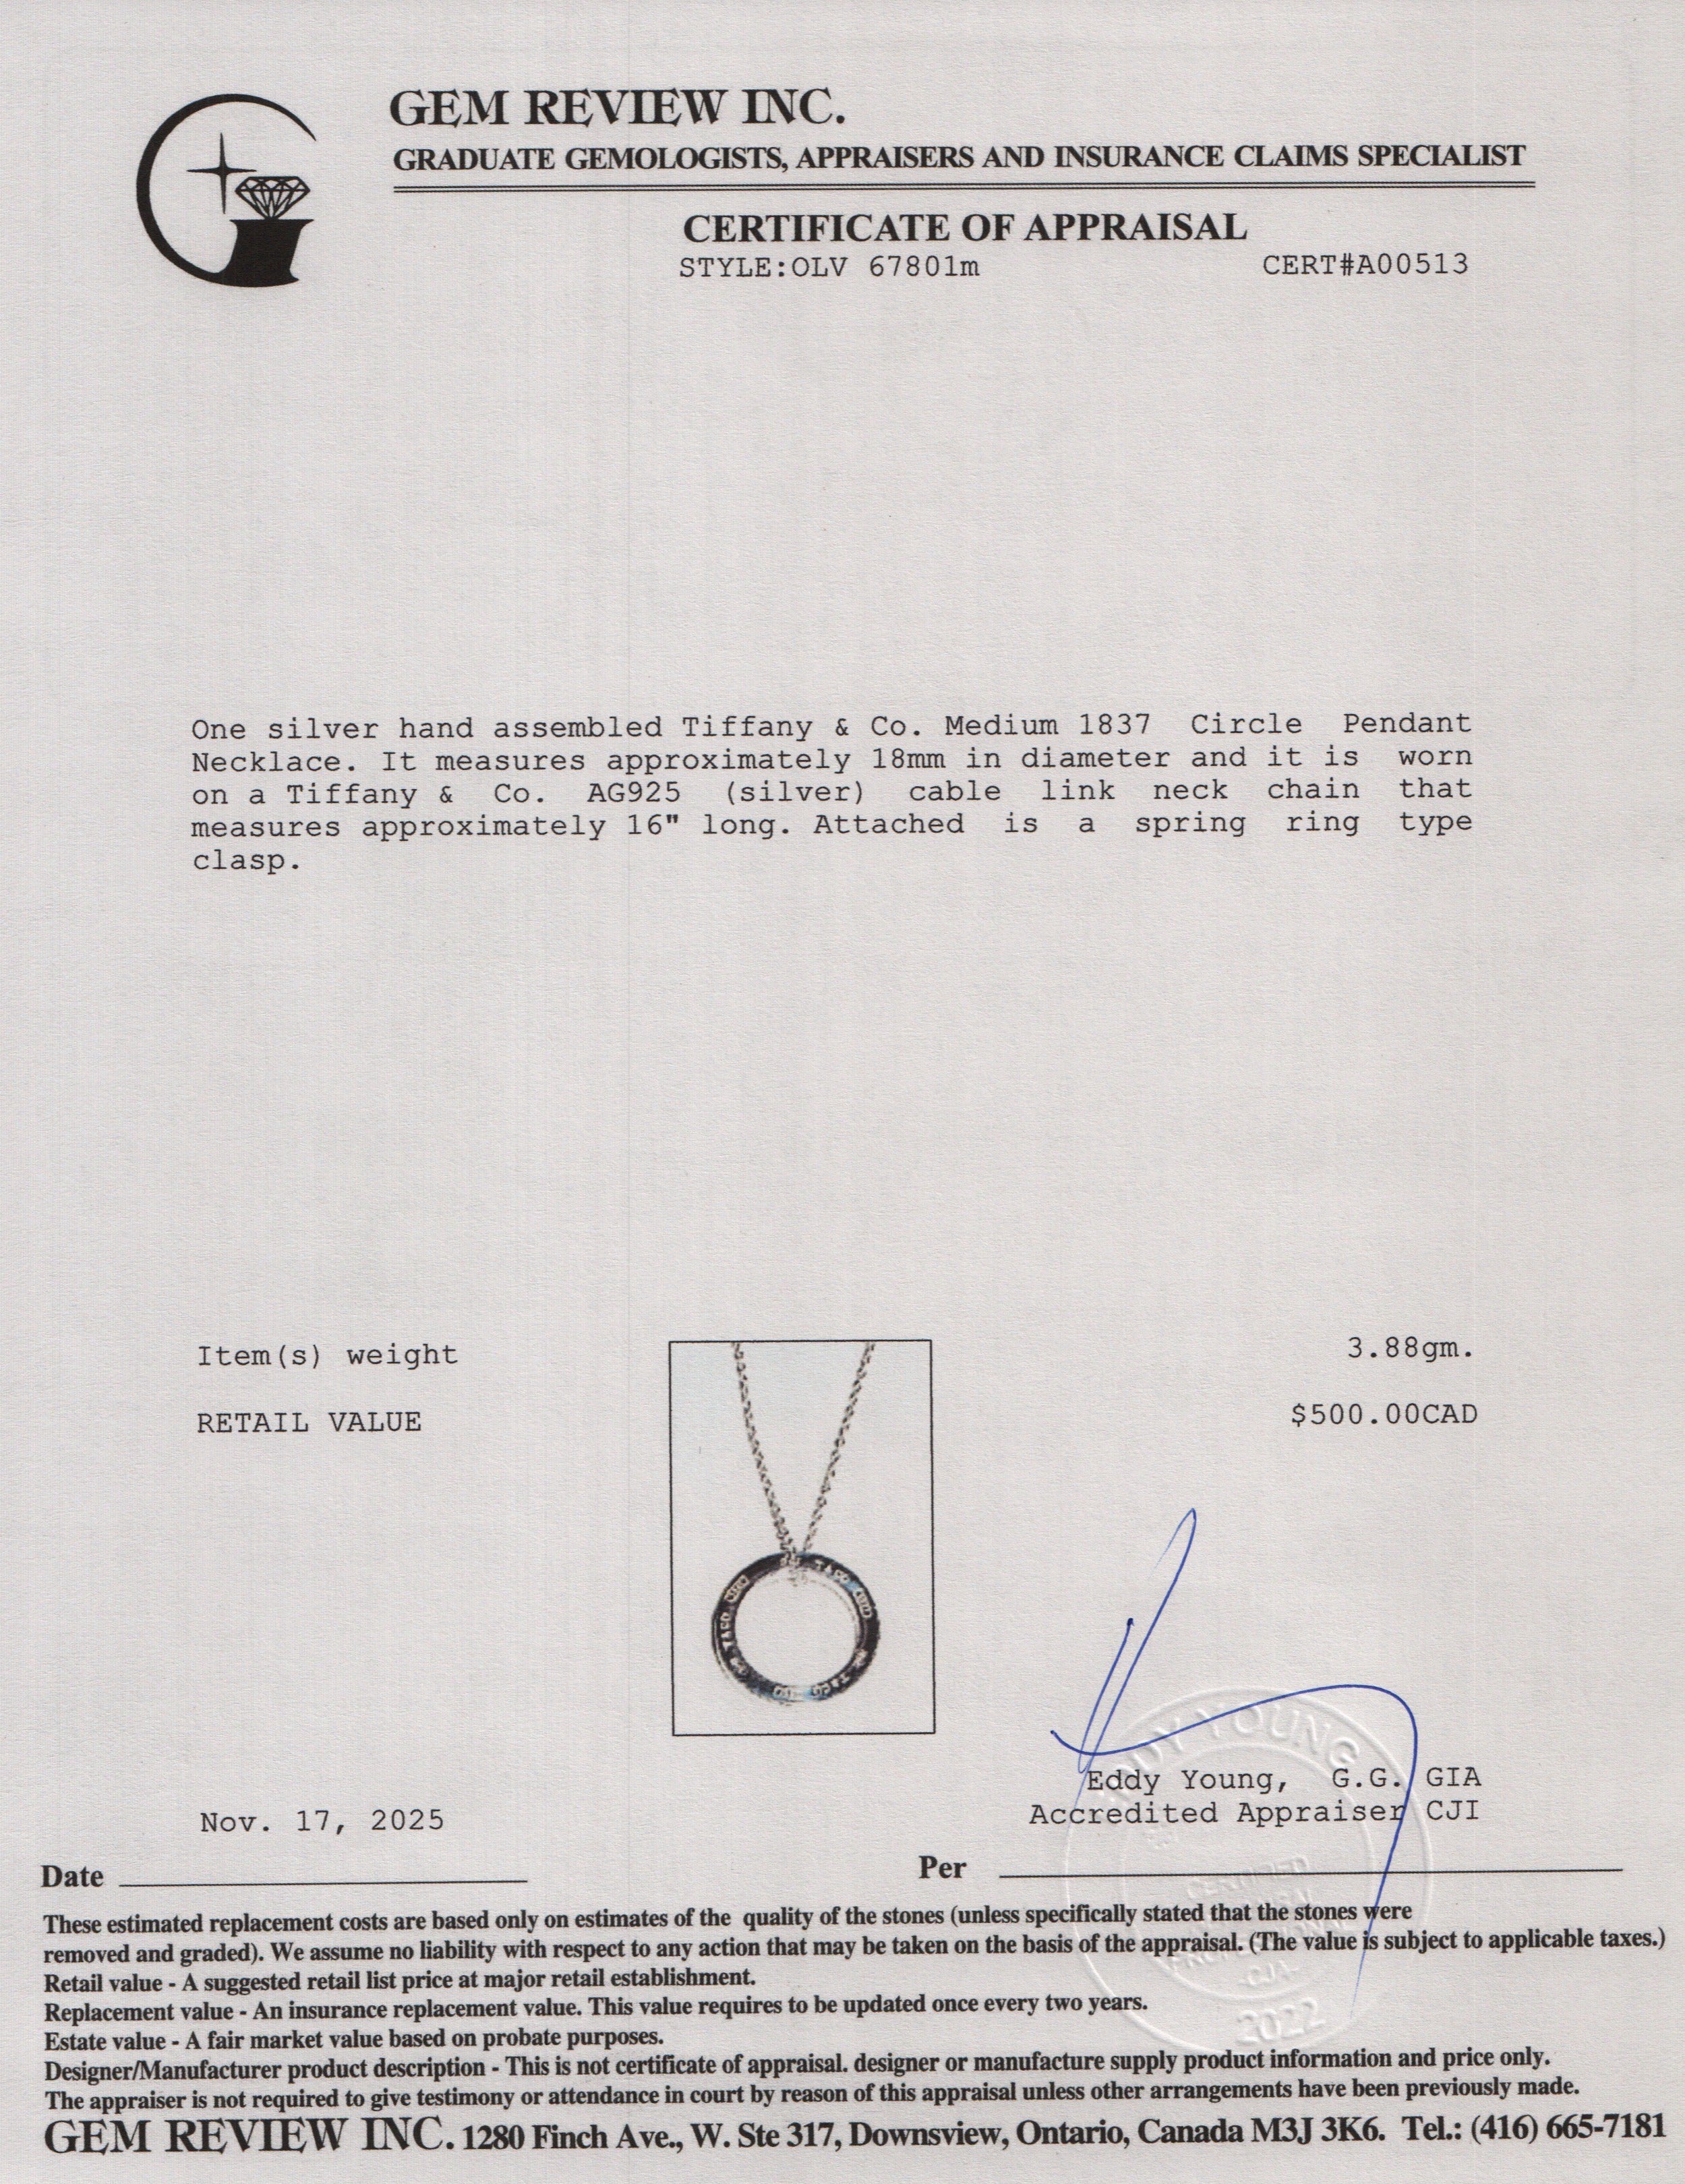 GEM REVIEW INC.
GRADUATE GEMOLOGISTS, APPRAISERS AND INSURANCE CLAIMS SPECIALIST
CERTIFICATE OF APPRAISAL
STYLE:OLV 67801m CERT#A00513
One silver hand assembled Tiffany & Co. Medium 1837 Circle Pendant
Necklace. It measures approximately 18mm in diameter and it is worn
on a Tiffany & Co. AG925 (silver) cable link neck chain that
measures approximately 16" long. Attached is a spring ring type
clasp.
Item(s) weight 3.88gm.
RETAIL VALUE $500.00CAD
T&CO
T&CO
EDDY YOUNG
Eddy Young, G.G. GIA
Accredited Appraiser CJI
Nov. 17, 2025
Date
Per
CERTIFIED
2022
These estimated replacement costs are based only on estimates of the quality of the stones (unless specifically stated that the stones were
removed and graded). We assume no liability with respect to any action that may be taken on the basis of the appraisal. (The value is subject to applicable taxes.)
Retail value - A suggested retail list price at major retail establishment.
Replacement value - An insurance replacement value. This value requires to be updated once every two years.
Estate value - A fair market value based on probate purposes.
Designer/Manufacturer product description - This is not certificate of appraisal. designer or manufacture supply product information and price only.
The appraiser is not required to give testimony or attendance in court by reason of this appraisal unless other arrangements have been previously made.
GEM REVIEW INC. 1280 Finch Ave., W. Ste 317, Downsview, Ontario, Canada M3J 3K6. Tel.: (416) 665-7181